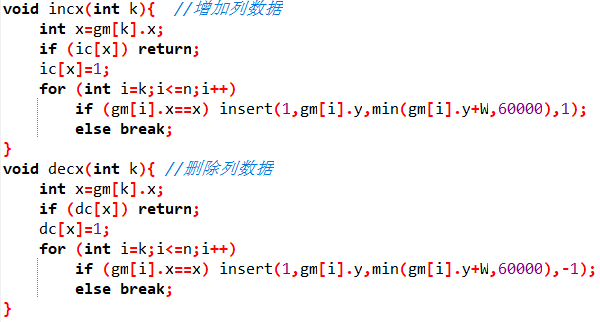 void incx(int k){  //增加列数据
    int x=gm[k].x;
    if (ic[x]) return;
    ic[x]=1;
    for (int i=k;i<=n;i++)
        if (gm[i].x==x) insert(1,gm[i].y,min(gm[i].y+W,60000),1);
        else break;
}
void decx(int k){ //删除列数据
    int x=gm[k].x;
    if (dc[x]) return;
    dc[x]=1;
    for (int i=k;i<=n;i++)
        if (gm[i].x==x) insert(1,gm[i].y,min(gm[i].y+W,60000),-1);
        else break;
}